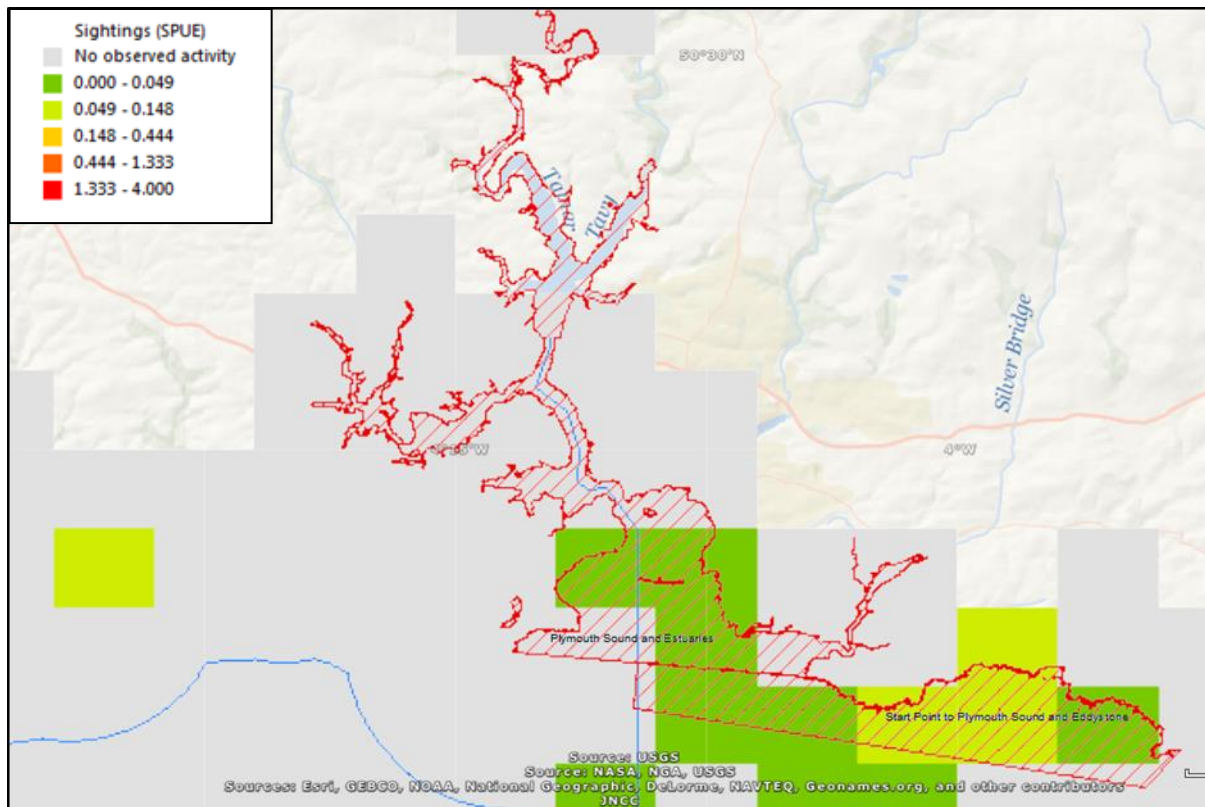 Sightings (SPUE)
No observed activity
0.000 - 0.049
0.049 - 0.148
0.148 - 0.444
0.444 - 1.333
1.333 - 4.000
50°30'N
Tamar
Tavy
Silver Bridge
4°15'W
4°W
Plymouth Sound and Estuaries
Start Point to Plymouth Sound and Eddystone
Source: USGS
Source: NASA, NGA, USGS
Sources: Esri, GEBCO, NOAA, National Geographic, DeLorme, NAVTEQ, Geonames.org, and other contributors
JNCC